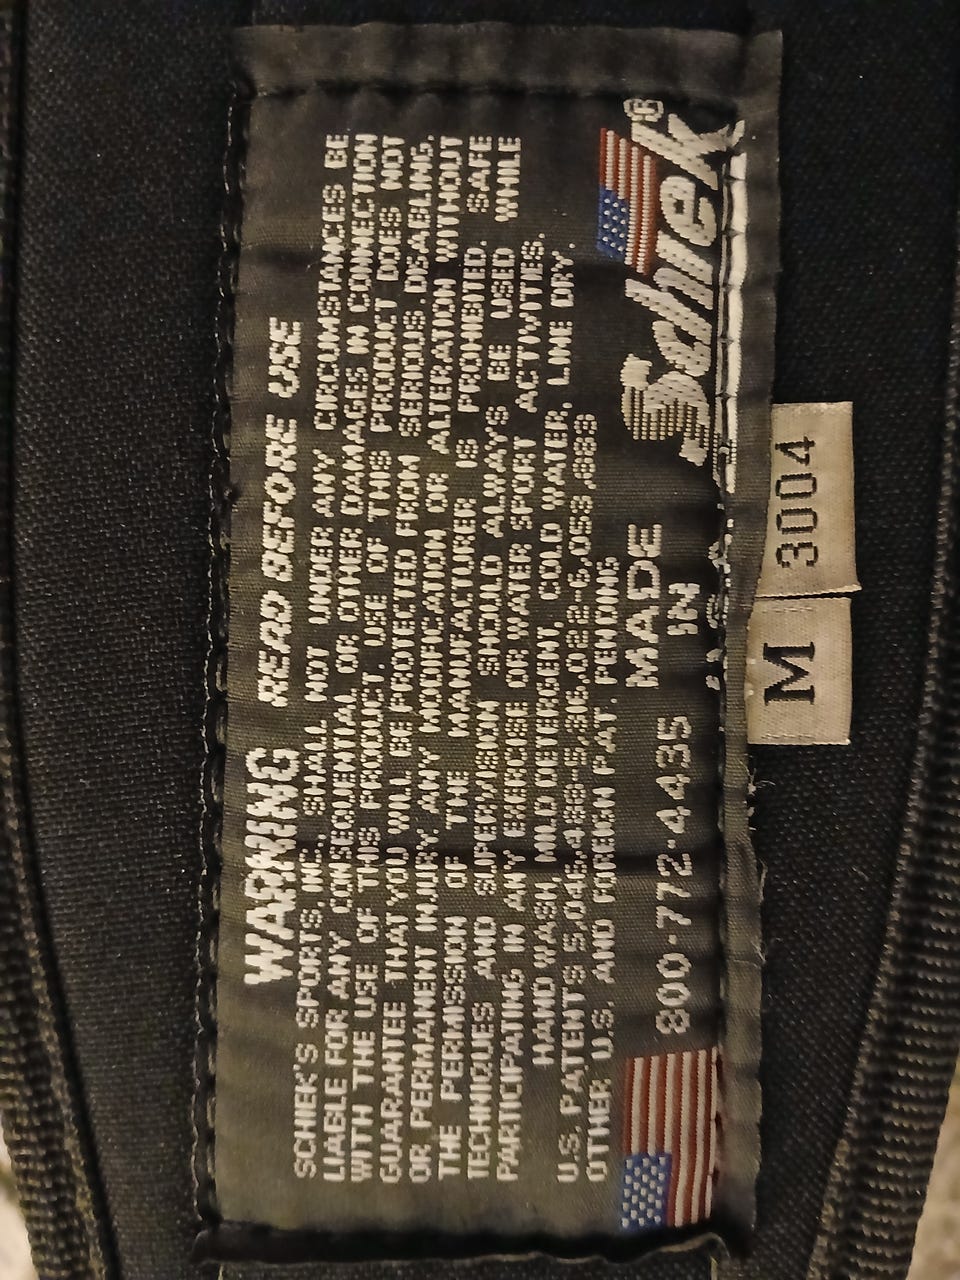 WARNING READ BEFORE USE
SCHIEK'S SPORTS, INC., SHALL NOT UNDER ANY CIRCUMSTANCES BE
LIABLE FOR ANY CONSEQUENTIAL OR OTHER DAMAGES IN CONNECTION
WITH THE USE OF THIS PRODUCT. USE OF THIS PRODUCT DOES NOT
GUARANTEE THAT YOU WILL BE PROTECTED FROM SERIOUS, DISABLING,
OR PERMANENT INJURY. ANY MODIFICATION OR ALTERATION WITHOUT
THE PERMISSION OF THE MANUFACTURER IS PROHIBITED. SAFE
TECHNIQUES AND SUPERVISION SHOULD ALWAYS BE USED WHILE
PARTICIPATING IN ANY EXERCISE OR WATER SPORT ACTIVITIES.
HAND WASH, MILD DETERGENT, COLD WATER, LINE DRY.
U.S. PATENTS 5,046,488-5,536,022-6,053,883
OTHER U.S. AND FOREIGN PAT. PENDING
800-772-4435
MADE
IN
U.S.A.
Schiek®
M
3004